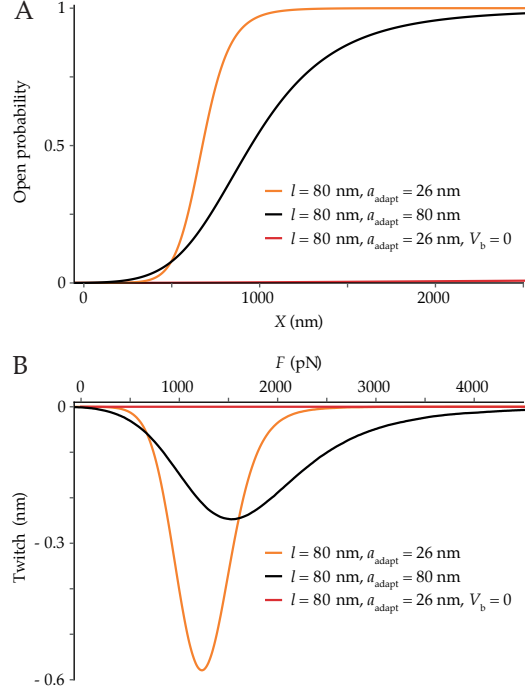 A
1
Open probability
0.5
l = 80 nm, a_adapt = 26 nm
l = 80 nm, a_adapt = 80 nm
l = 80 nm, a_adapt = 26 nm, V_b = 0
0
0 1000 2000
X (nm)
B
F (pN)
0 1000 2000 3000 4000
0
Twitch (nm)
- 0.3
l = 80 nm, a_adapt = 26 nm
l = 80 nm, a_adapt = 80 nm
l = 80 nm, a_adapt = 26 nm, V_b = 0
- 0.6